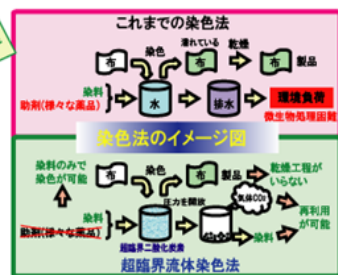 これまでの染色法
染色
濡れている
乾燥
布
布
布
製品
染料
助剤(様々な薬品)
水
排水
環境負荷
微生物処理困難
染色法のイメージ図
染料のみで
染色が可能
布
染色
布
製品
乾燥工程が
いらない
圧力を開放
気体CO₂
再利用
が可能
染料
助剤(様々な薬品)
染料
超臨界二酸化炭素
超臨界流体染色法